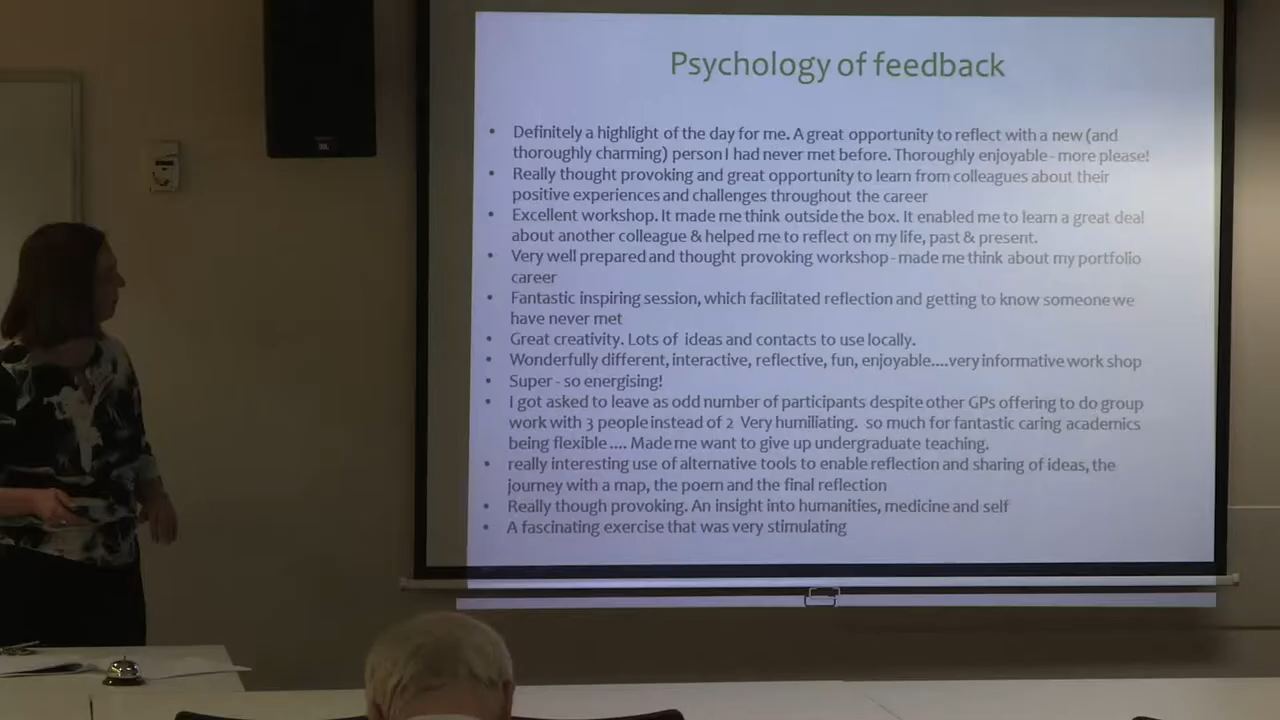 Psychology of feedback
• Definitely a highlight of the day for me. A great opportunity to reflect with a new (and
thoroughly charming) person I had never met before. Thoroughly enjoyable - more please!
• Really thought provoking and great opportunity to learn from colleagues about their
positive experiences and challenges throughout the career
• Excellent workshop. It made me think outside the box. It enabled me to learn a great deal
about another colleague & helped me to reflect on my life, past & present.
• Very well prepared and thought provoking workshop - made me think about my portfolio
career
• Fantastic inspiring session, which facilitated reflection and getting to know someone we
have never met
• Great creativity. Lots of ideas and contacts to use locally.
• Wonderfully different, interactive, reflective, fun, enjoyable....very informative work shop
• Super - so energising!
• I got asked to leave as odd number of participants despite other GPs offering to do group
work with 3 people instead of 2 Very humiliating. so much for fantastic caring academics
being flexible .... Made me want to give up undergraduate teaching.
• really interesting use of alternative tools to enable reflection and sharing of ideas, the
journey with a map, the poem and the final reflection
• Really though provoking. An insight into humanities, medicine and self
• A fascinating exercise that was very stimulating